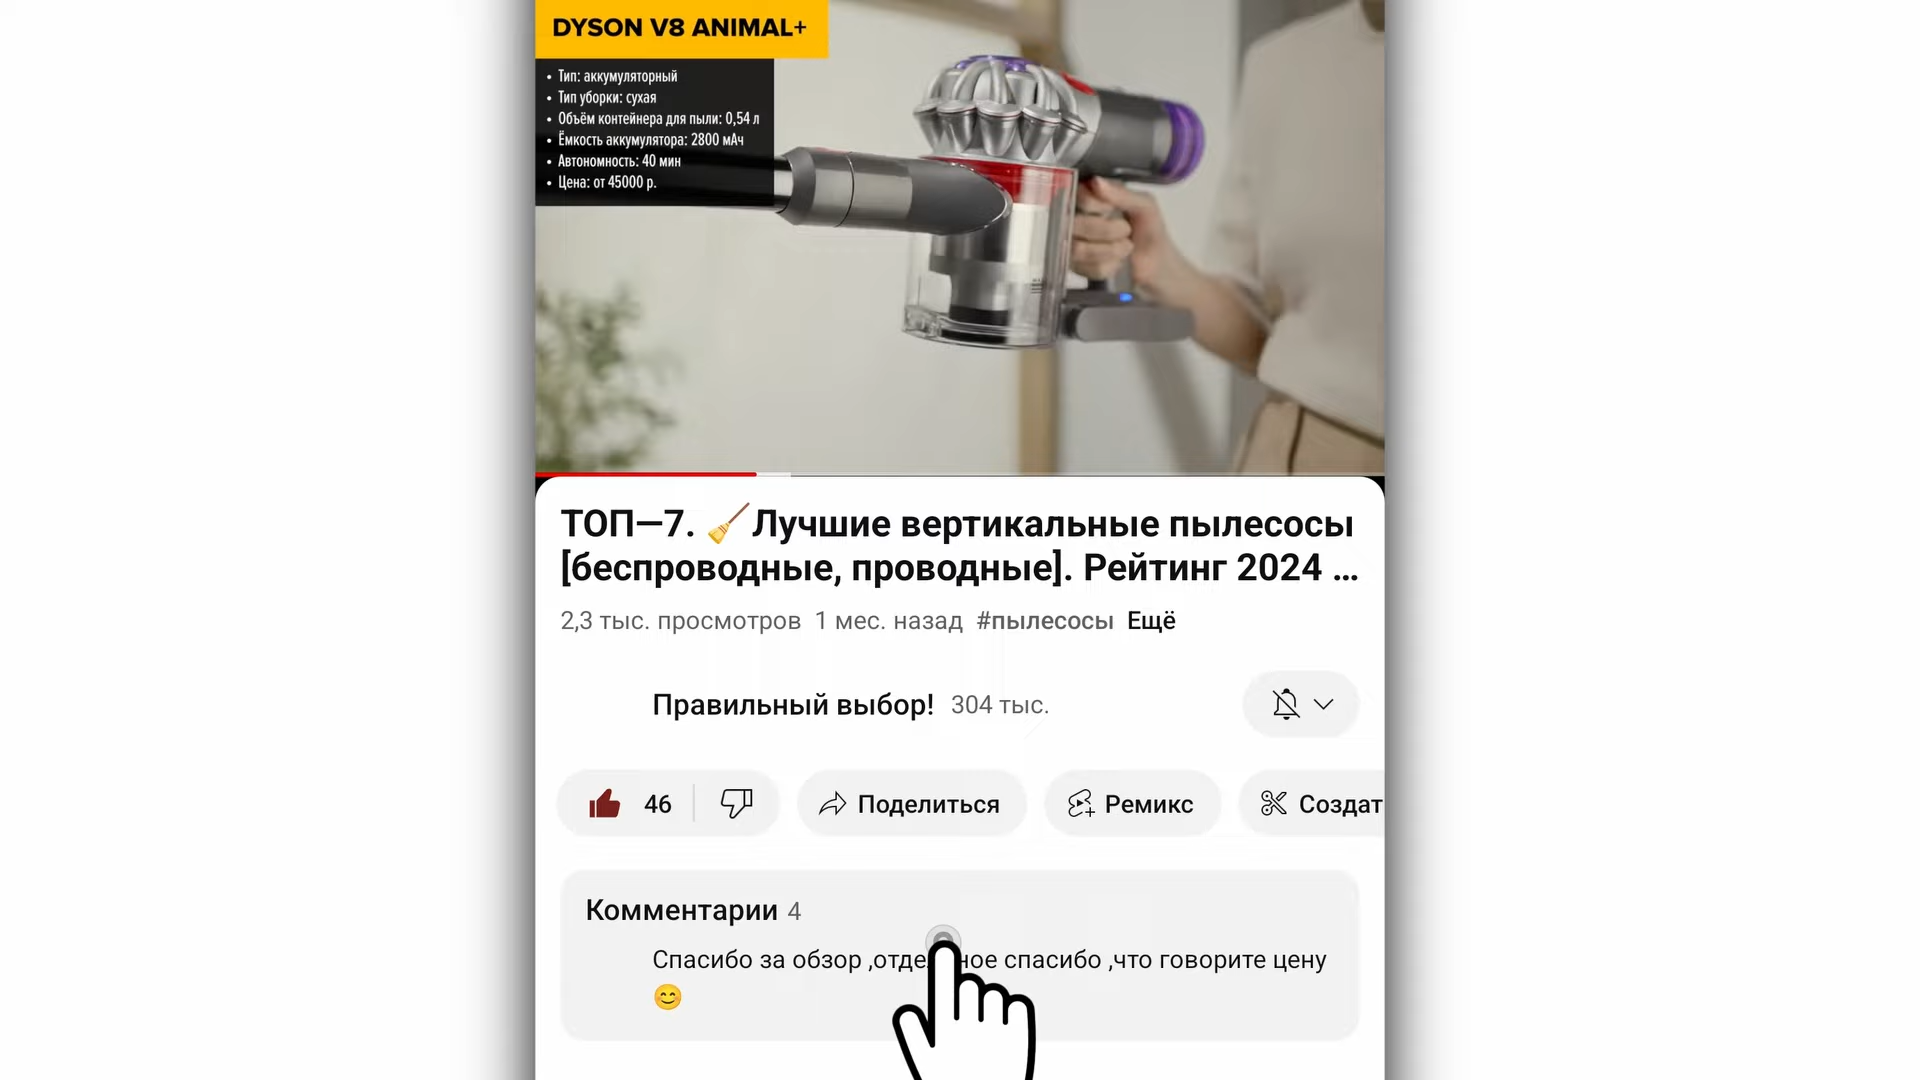 DYSON V8 ANIMAL+
• Тип: аккумуляторный
• Тип уборки: сухая
• Объём контейнера для пыли: 0,54 л
• Ёмкость аккумулятора: 2800 мАч
• Автономность: 40 мин
• Цена: от 45000 р.
ТОП—7. 🧹Лучшие вертикальные пылесосы
[беспроводные, проводные]. Рейтинг 2024 ...
2,3 тыс. просмотров 1 мес. назад #пылесосы Ещё
Правильный выбор! 304 тыс.
46 Поделиться Ремикс Создат
Комментарии 4
Спасибо за обзор ,отде ное спасибо ,что говорите цену
😊